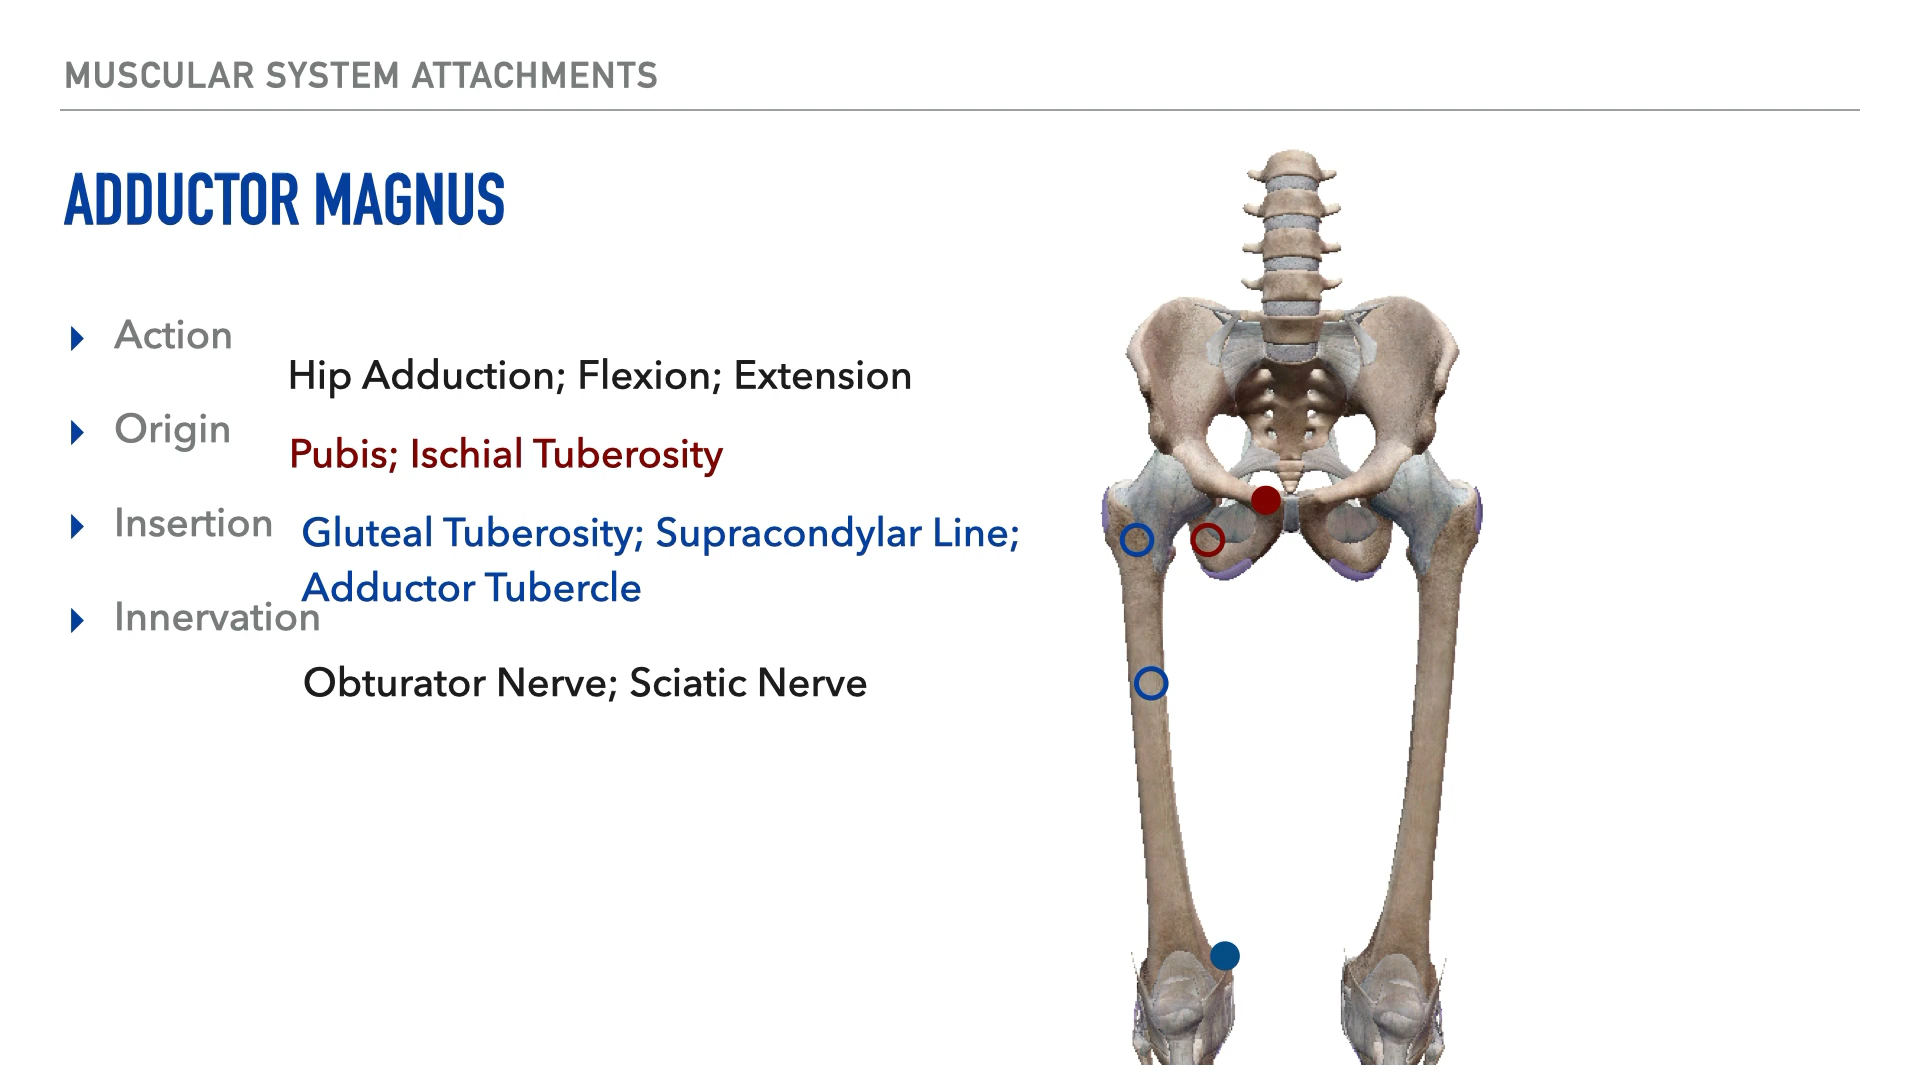 MUSCULAR SYSTEM ATTACHMENTS
ADDUCTOR MAGNUS
Action
Hip Adduction; Flexion; Extension
Origin
Pubis; Ischial Tuberosity
Insertion
Gluteal Tuberosity; Supracondylar Line;
Adductor Tubercle
Innervation
Obturator Nerve; Sciatic Nerve